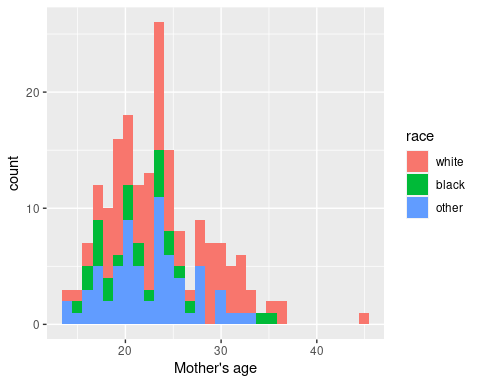 20
10
0
count
20 30 40
Mother's age
race
white
black
other